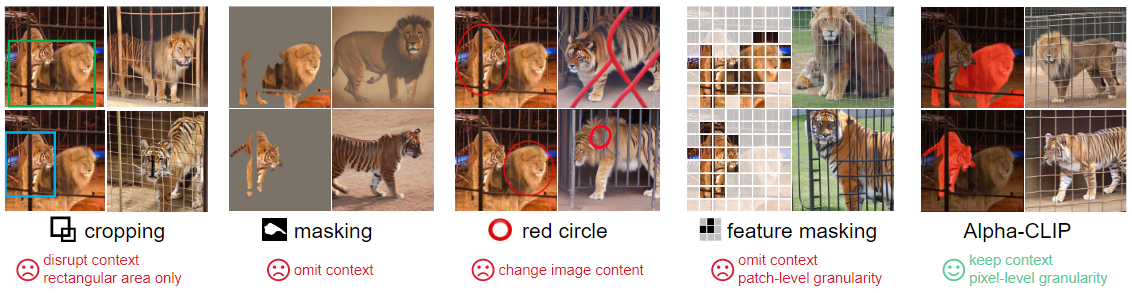 cropping
disrupt context
rectangular area only
masking
omit context
red circle
change image content
feature masking
omit context
patch-level granularity
Alpha-CLIP
keep context
pixel-level granularity